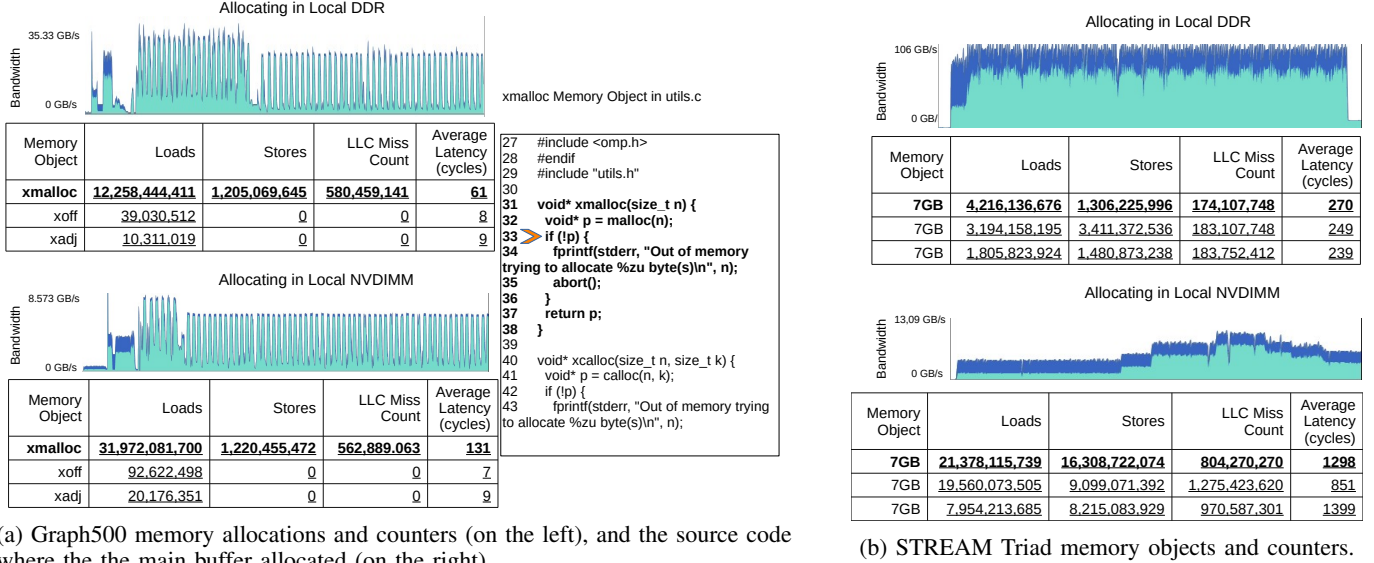 Allocating in Local DDR
35.33 GB/s
Bandwidth
0 GB/s
Memory Object Loads Stores LLC Miss Count Average Latency (cycles)
xmalloc 12,258,444,411 1,205,069,645 580,459,141 61
xoff 39,030,512 0 0 8
xadj 10,311,019 0 0 9
Allocating in Local NVDIMM
8.573 GB/s
Bandwidth
0 GB/s
Memory Object Loads Stores LLC Miss Count Average Latency (cycles)
xmalloc 31,972,081,700 1,220,455,472 562,889.063 131
xoff 92,622,498 0 0 7
xadj 20,176,351 0 0 9
xmalloc Memory Object in utils.c
27 #include <omp.h>
28 #endif
29 #include "utils.h"
30
31 void* xmalloc(size_t n) {
32 void* p = malloc(n);
33 if (!p) {
34 fprintf(stderr, "Out of memory
trying to allocate %zu byte(s)\n", n);
35 abort();
36 }
37 return p;
38 }
39
40 void* xcalloc(size_t n, size_t k) {
41 void* p = calloc(n, k);
42 if (!p) {
43 fprintf(stderr, "Out of memory trying
to allocate %zu byte(s)\n", n);
(a) Graph500 memory allocations and counters (on the left), and the source code
where the the main buffer allocated (on the right)
Allocating in Local DDR
106 GB/s
Bandwidth
0 GB/
Memory Object Loads Stores LLC Miss Count Average Latency (cycles)
7GB 4,216,136,676 1,306,225,996 174,107,748 270
7GB 3,194,158,195 3,411,372,536 183,107,748 249
7GB 1,805,823,924 1,480,873,238 183,752,412 239
Allocating in Local NVDIMM
13,09 GB/s
Bandwidth
0 GB/s
Memory Object Loads Stores LLC Miss Count Average Latency (cycles)
7GB 21,378,115,739 16,308,722,074 804,270,270 1298
7GB 19,560,073,505 9,099,071,392 1,275,423,620 851
7GB 7,954,213,685 8,215,083,929 970,587,301 1399
(b) STREAM Triad memory objects and counters.